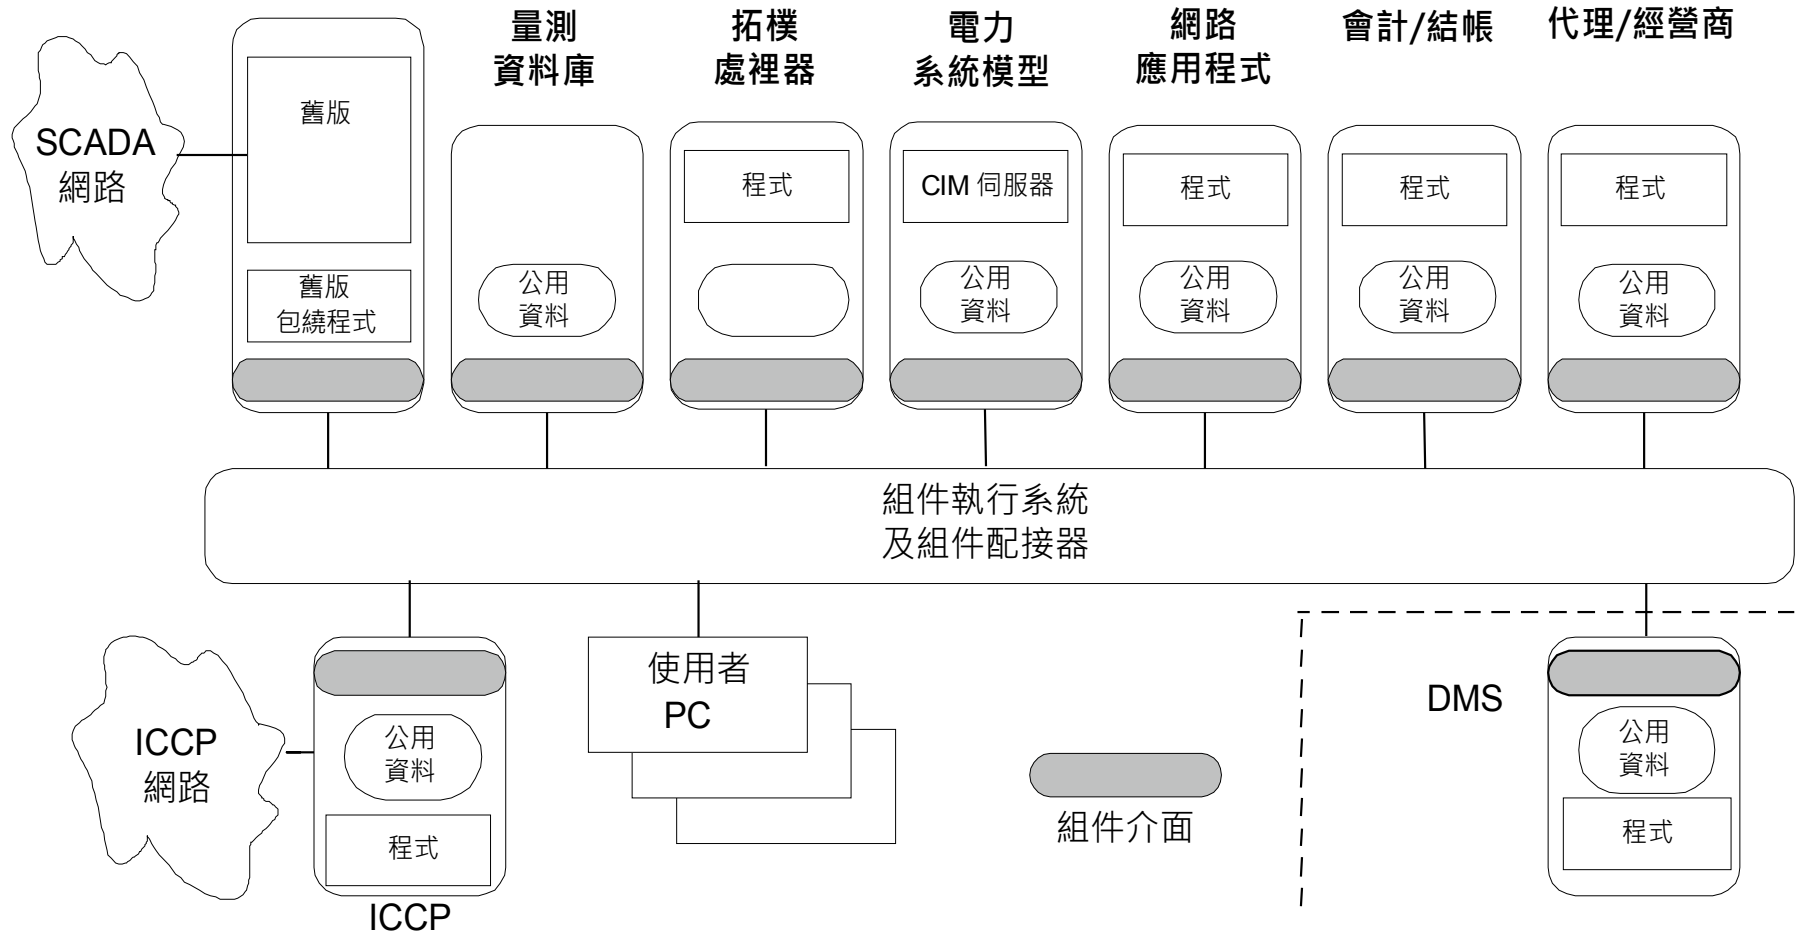 量測
資料庫
拓樸
處裡器
電力
系統模型
網路
應用程式
會計/結帳
代理/經營商
SCADA
網路
舊版
舊版
包繞程式
公用
資料
程式
CIM 伺服器
公用
資料
程式
公用
資料
程式
公用
資料
程式
公用
資料
組件執行系統
及組件配接器
ICCP
網路
公用
資料
程式
ICCP
使用者
PC
組件介面
DMS
公用
資料
程式